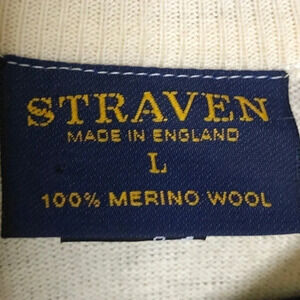 STRAVEN
MADE IN ENGLAND
L
100% MERINO WOOL